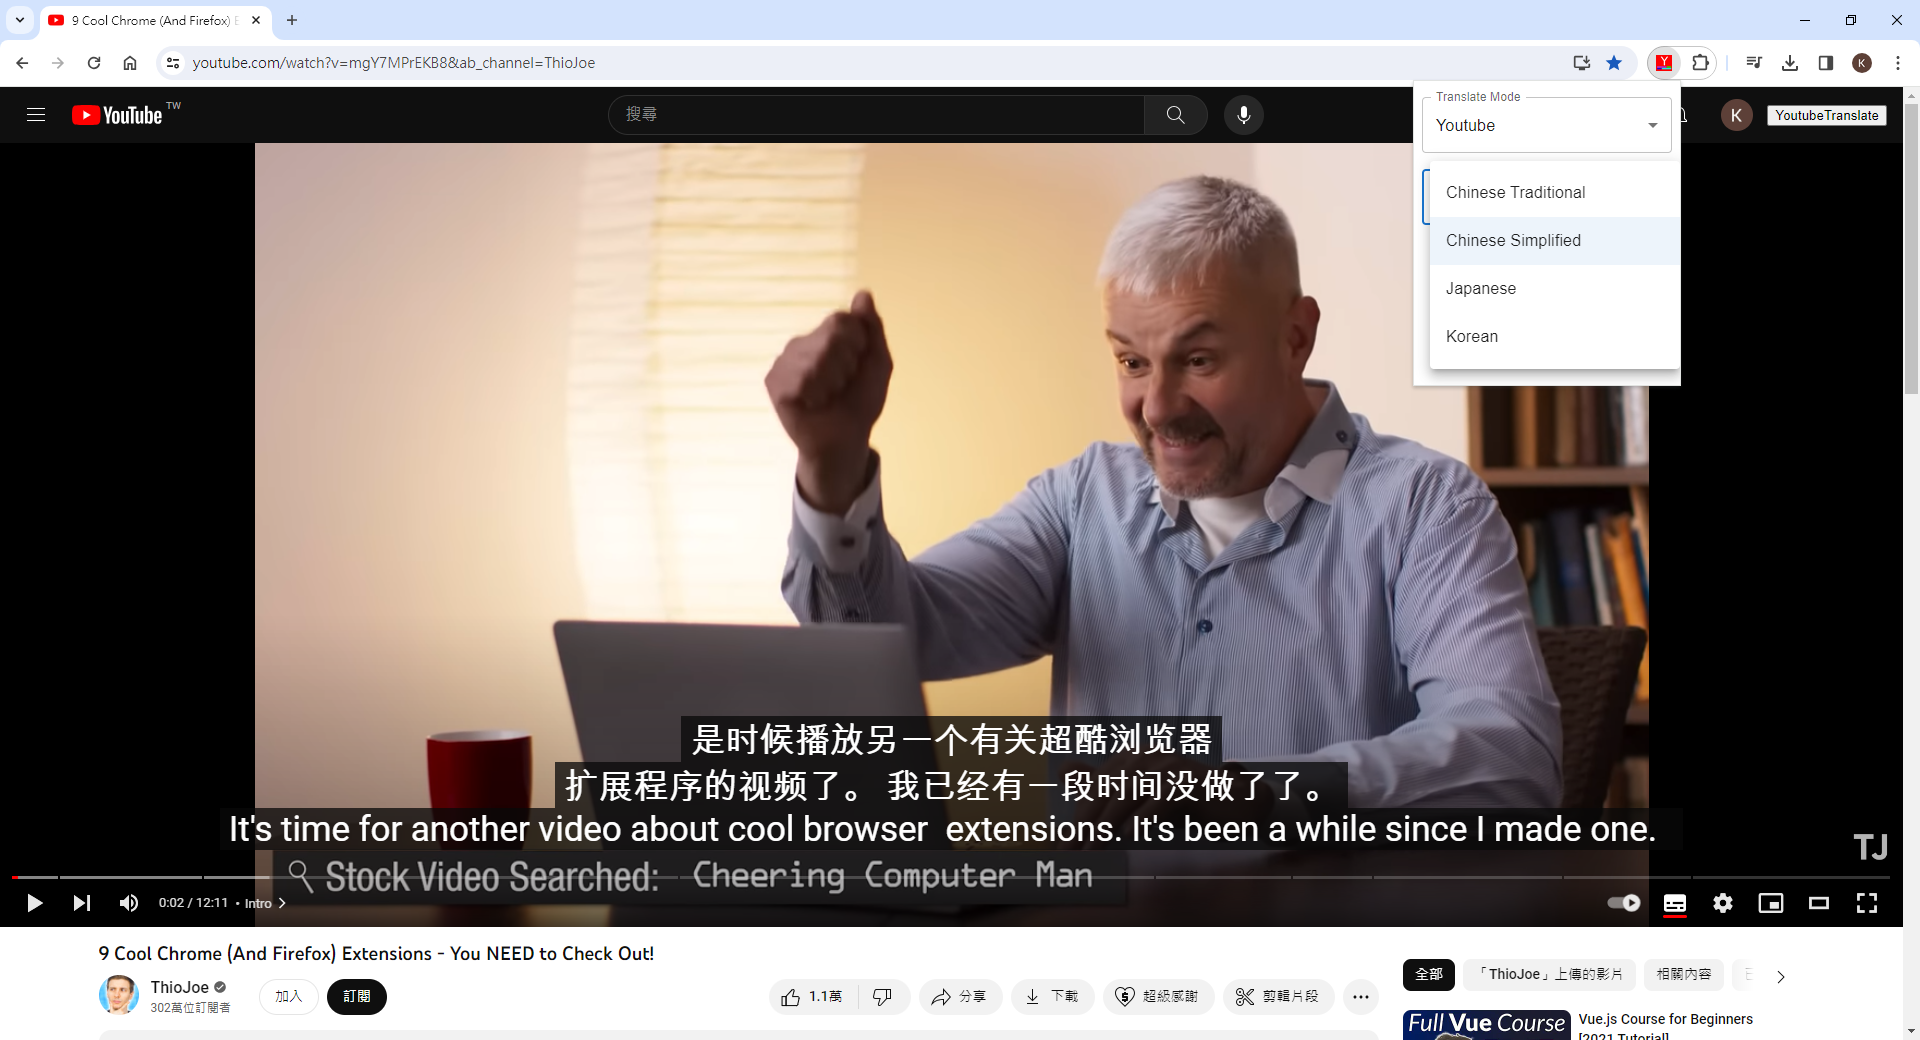 9 Cool Chrome (And Firefox)
youtube.com/watch?v=mgY7MPrEKB8&ab_channel=ThioJoe
K
YouTube TW
搜尋
K
YoutubeTranslate
Translate Mode
Youtube
Chinese Traditional
Chinese Simplified
Japanese
Korean
是时候播放另一个有关超酷浏览器
扩展程序的视频了。 我已经有一段时间没做了了。
It's time for another video about cool browser extensions. It's been a while since I made one.
TJ
Stock Video Searched: Cheering Computer Man
0:02 / 12:11 • Intro
9 Cool Chrome (And Firefox) Extensions - You NEED to Check Out!
ThioJoe
302萬位訂閱者
加入
訂閱
1.1萬
分享
下載
超級感謝
剪輯片段
全部
「ThioJoe」上傳的影片
相關內容
Full Vue Course
Vue.js Course for Beginners
[2021 Tutorial]